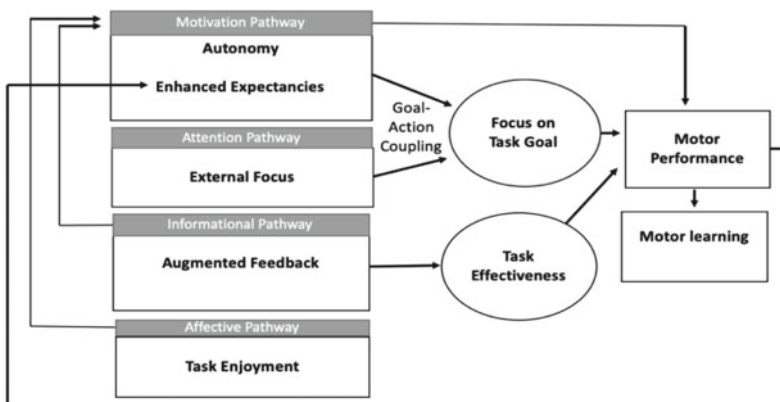 Motivation Pathway
Autonomy
Enhanced Expectancies
Attention Pathway
External Focus
Informational Pathway
Augmented Feedback
Affective Pathway
Task Enjoyment
Goal-
Action
Coupling
Focus on
Task Goal
Task
Effectiveness
Motor
Performance
Motor learning